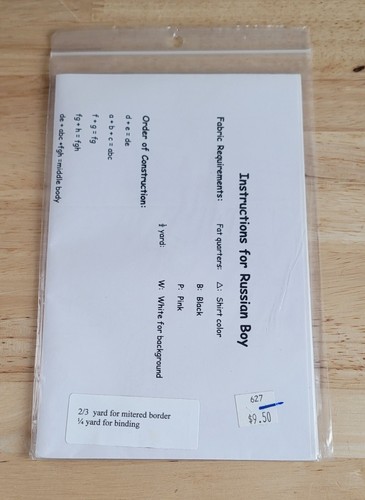 Instructions for Russian Boy
Fabric Requirements: Fat quarters: △: Shirt color
B: Black
P: Pink
½ yard: W: White for background
Order of Construction:
d + e = de
a + b + c = abc
f + g = fg
fg + h = fgh
de + abc +fgh =middle body
627
$9.50
2/3 yard for mitered border
¼ yard for binding